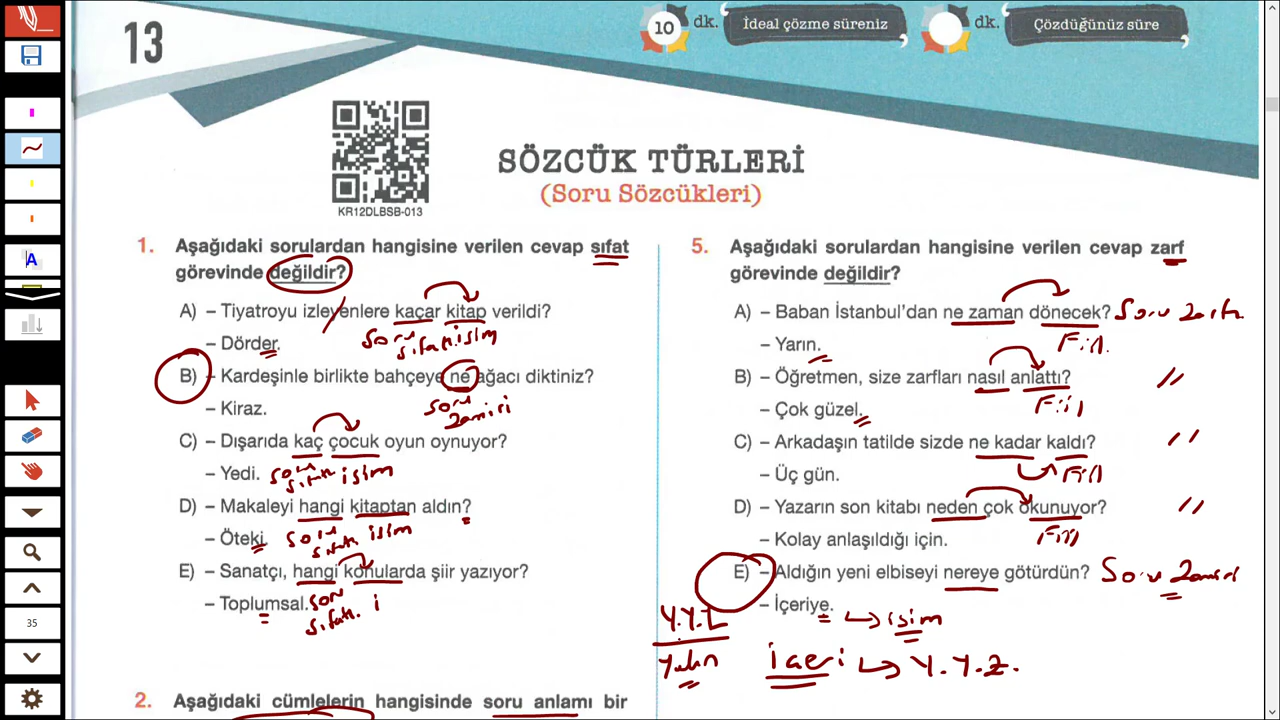 13
10 dk. İdeal çözme süreniz
dk. Çözdüğünüz süre
KR12DLBSB-013
SÖZCÜK TÜRLERİ
(Soru Sözcükleri)
1. Aşağıdaki sorulardan hangisine verilen cevap sıfat
görevinde değildir?
A) – Tiyatroyu izleyenlere kaçar kitap verildi?
soru sıfatı isim
– Dörder.
B) – Kardeşinle birlikte bahçeye ne ağacı diktiniz?
– Kiraz.
soru zamiri
C) – Dışarıda kaç çocuk oyun oynuyor?
– Yedi.
soru sıfatı isim
D) – Makaleyi hangi kitaptan aldın?
– Öteki.
soru sıfatı isim
E) – Sanatçı, hangi konularda şiir yazıyor?
– Toplumsal.
soru sıfatı i
2. Aşağıdaki cümlelerin hangisinde soru anlamı bir
5. Aşağıdaki sorulardan hangisine verilen cevap zarf
görevinde değildir?
A) – Baban İstanbul’dan ne zaman dönecek? Soru zarfı
– Yarın.
Fiil
B) – Öğretmen, size zarfları nasıl anlattı? //
– Çok güzel.
Fiil
C) – Arkadaşın tatilde sizde ne kadar kaldı? //
– Üç gün.
Fiil
D) – Yazarın son kitabı neden çok okunuyor? //
– Kolay anlaşıldığı için.
Fiil
E) – Aldığın yeni elbiseyi nereye götürdün? Soru zamiri
– İçeriye. isim
Y.Y.Z
İçeri Y.Y.Z.
A
35